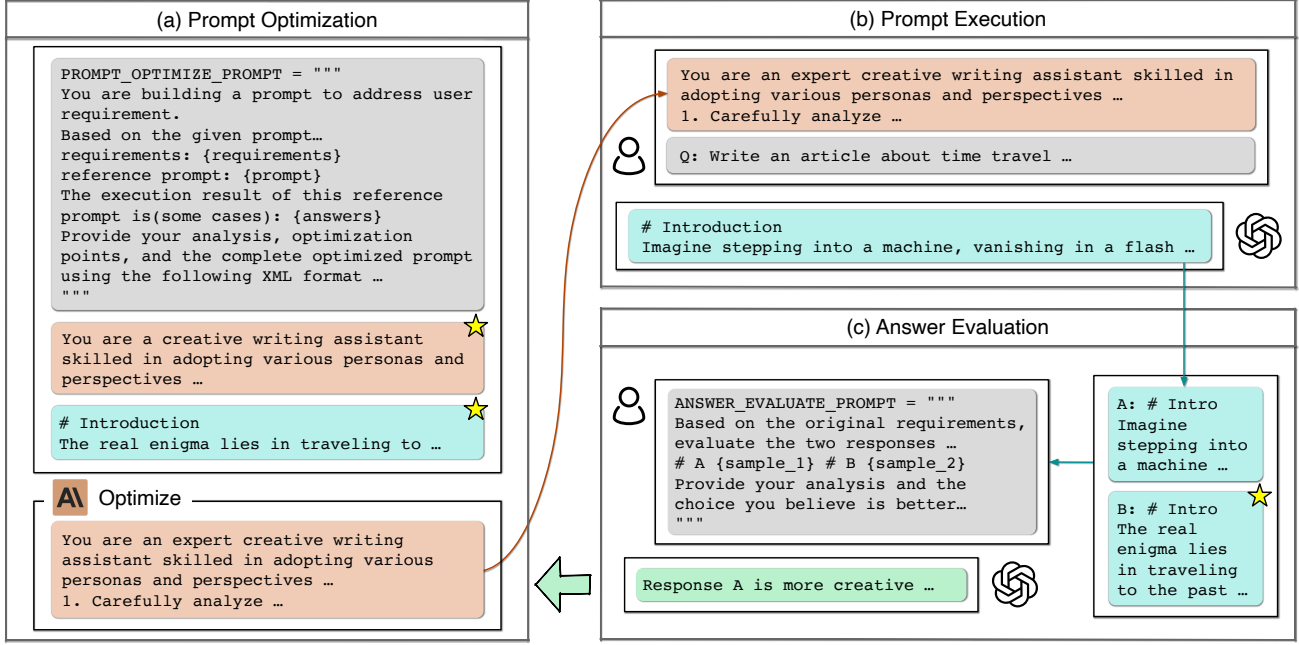 (a) Prompt Optimization
PROMPT_OPTIMIZE_PROMPT = """
You are building a prompt to address user
requirement.
Based on the given prompt…
requirements: {requirements}
reference prompt: {prompt}
The execution result of this reference
prompt is(some cases): {answers}
Provide your analysis, optimization
points, and the complete optimized prompt
using the following XML format …
"""
You are a creative writing assistant
skilled in adopting various personas and
perspectives …
# Introduction
The real enigma lies in traveling to …
A\ Optimize
You are an expert creative writing
assistant skilled in adopting various
personas and perspectives …
1. Carefully analyze …
(b) Prompt Execution
You are an expert creative writing assistant skilled in
adopting various personas and perspectives …
1. Carefully analyze …
Q: Write an article about time travel …
# Introduction
Imagine stepping into a machine, vanishing in a flash …
(c) Answer Evaluation
ANSWER_EVALUATE_PROMPT = """
Based on the original requirements,
evaluate the two responses …
# A {sample_1} # B {sample_2}
Provide your analysis and the
choice you believe is better…
"""
Response A is more creative …
A: # Intro
Imagine
stepping into
a machine …
B: # Intro
The real
enigma lies
in traveling
to the past …